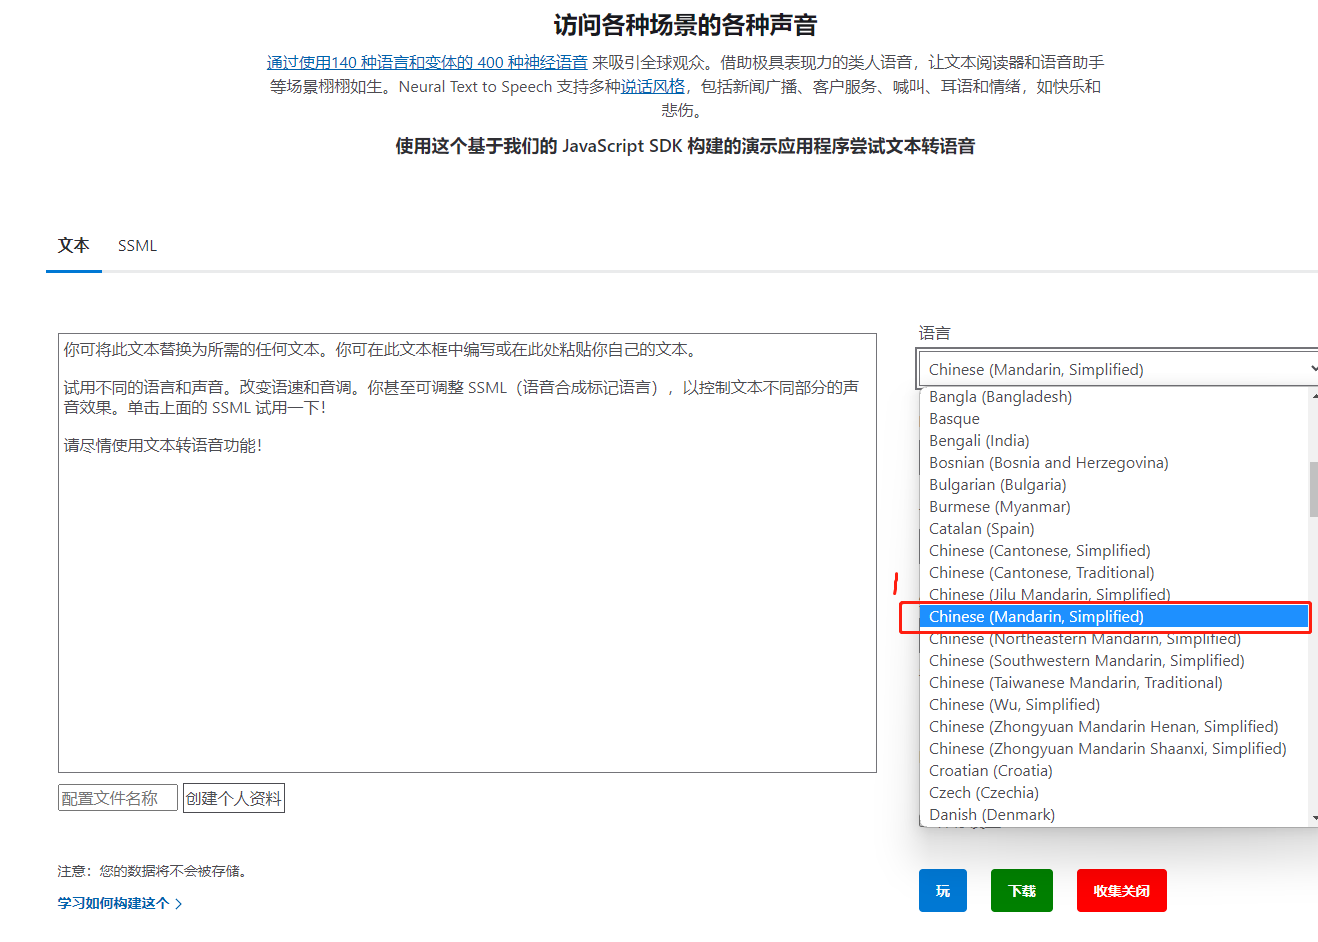 访问各种场景的各种声音
通过使用140 种语言和变体的 400 种神经语音 来吸引全球观众。借助极具表现力的类人语音，让文本阅读器和语音助手
等场景栩栩如生。Neural Text to Speech 支持多种说话风格，包括新闻广播、客户服务、喊叫、耳语和情绪，如快乐和
悲伤。
使用这个基于我们的 JavaScript SDK 构建的演示应用程序尝试文本转语音
文本 SSML
你可将此文本替换为所需的任何文本。你可在此文本框中编写或在此处粘贴你自己的文本。
试用不同的语言和声音。改变语速和音调。你甚至可调整 SSML（语音合成标记语言），以控制文本不同部分的声
音效果。单击上面的 SSML 试用一下！
请尽情使用文本转语音功能！
配置文件名称 创建个人资料
注意：您的数据将不会被存储。
学习如何构建这个
语言
Chinese (Mandarin, Simplified)
Bangla (Bangladesh)
Basque
Bengali (India)
Bosnian (Bosnia and Herzegovina)
Bulgarian (Bulgaria)
Burmese (Myanmar)
Catalan (Spain)
Chinese (Cantonese, Simplified)
Chinese (Cantonese, Traditional)
Chinese (Jilu Mandarin, Simplified)
1
Chinese (Mandarin, Simplified)
Chinese (Northeastern Mandarin, Simplified)
Chinese (Southwestern Mandarin, Simplified)
Chinese (Taiwanese Mandarin, Traditional)
Chinese (Wu, Simplified)
Chinese (Zhongyuan Mandarin Henan, Simplified)
Chinese (Zhongyuan Mandarin Shaanxi, Simplified)
Croatian (Croatia)
Czech (Czechia)
Danish (Denmark)
玩 下载 收集关闭